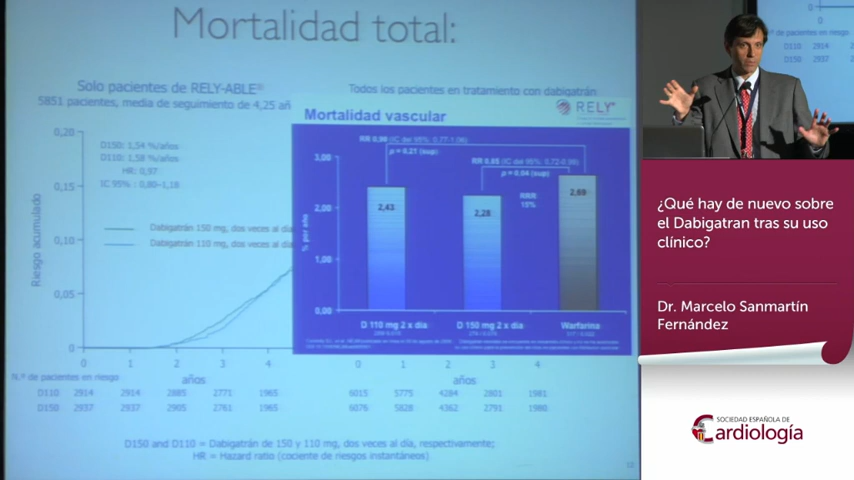 Mortalidad total:
Solo pacientes de RELY-ABLE
5851 pacientes, media de seguimiento de 4,25 añ
Todos los pacientes en tratamiento con dabigatrán
0,20
0,15
0,10
0,05
0
Riesgo acumulado
D150: 1,54 %/años
D110: 1,58 %/años
HR: 0,97
IC 95% : 0,80–1,18
Dabigatrán 150 mg, dos veces al día
Dabigatrán 110 mg, dos veces al día
0 1 2 3 4
años
Mortalidad vascular
RELY
p = 0.21 (sup)
p = 0.04 (sup)
RRR
15%
3,00
2,00
1,00
0,00
% por año
2,43
2,28
2,69
D 110 mg 2 x día
D 150 mg 2 x día
Warfarina
0 1 2 3 4
años
N.º de pacientes en riesgo
D110 2914 2914 2885 2771 1965
D150 2937 2937 2905 2761 1965
6015 5775 4284 2801 1981
6076 5828 4362 2791 1980
D150 and D110 = Dabigatrán de 150 y 110 mg, dos veces al día, respectivamente;
HR = Hazard ratio (cociente de riesgos instantáneos).
0
0
de pacientes en riesgo
D110 2914
D150 2937
¿Qué hay de nuevo sobre
el Dabigatran tras su uso
clínico?
Dr. Marcelo Sanmartín
Fernández
SOCIEDAD ESPAÑOLA DE
Cardiología